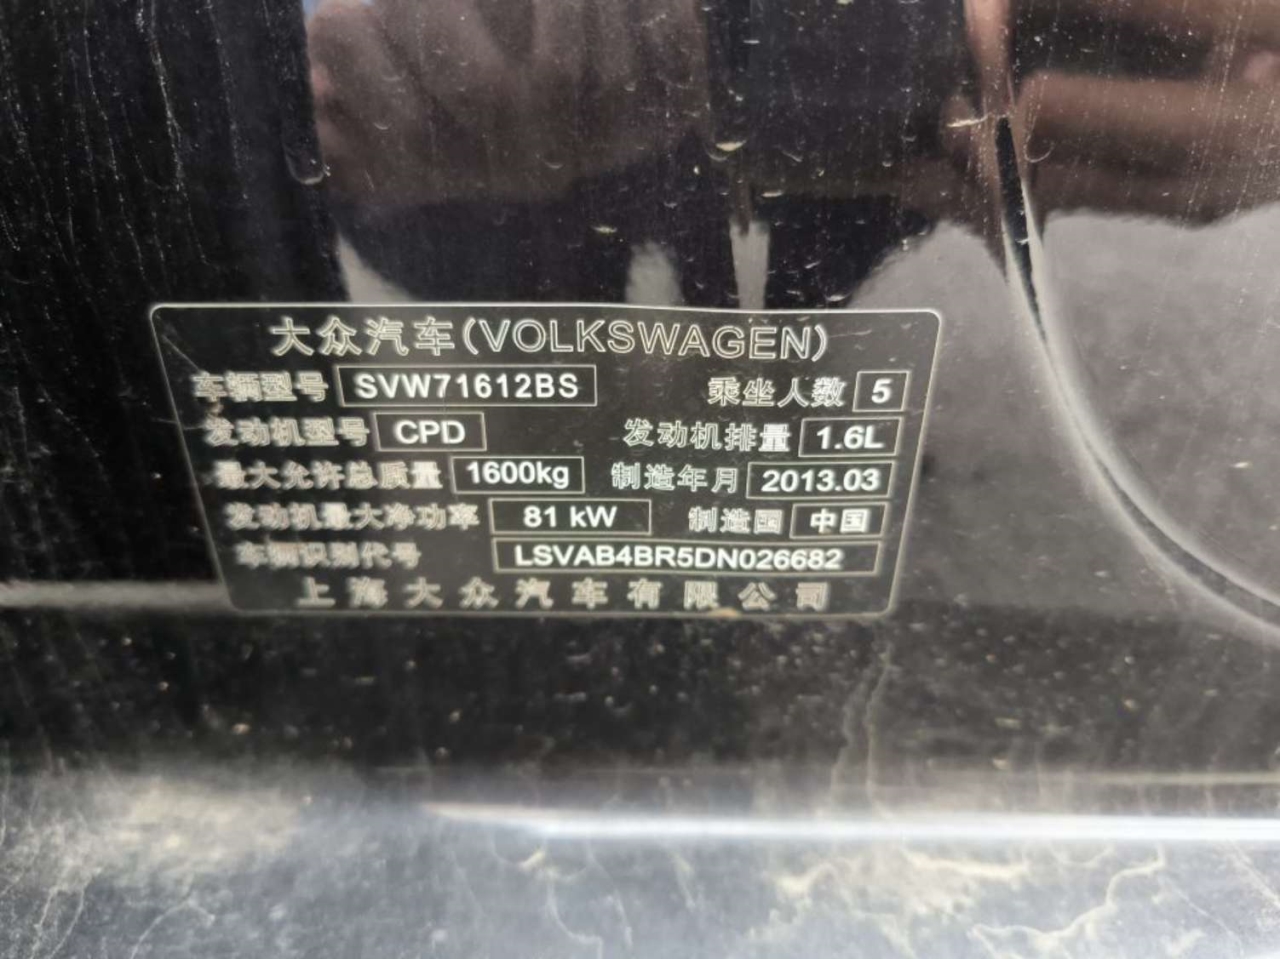 大众汽车(VOLKSWAGEN)
车辆型号 SVW71612BS 乘坐人数 5
发动机型号 CPD 发动机排量 1.6L
最大允许总质量 1600kg 制造年月 2013.03
发动机最大净功率 81 kW 制造国 中国
车辆识别代号 LSVAB4BR5DN026682
上海大众汽车有限公司